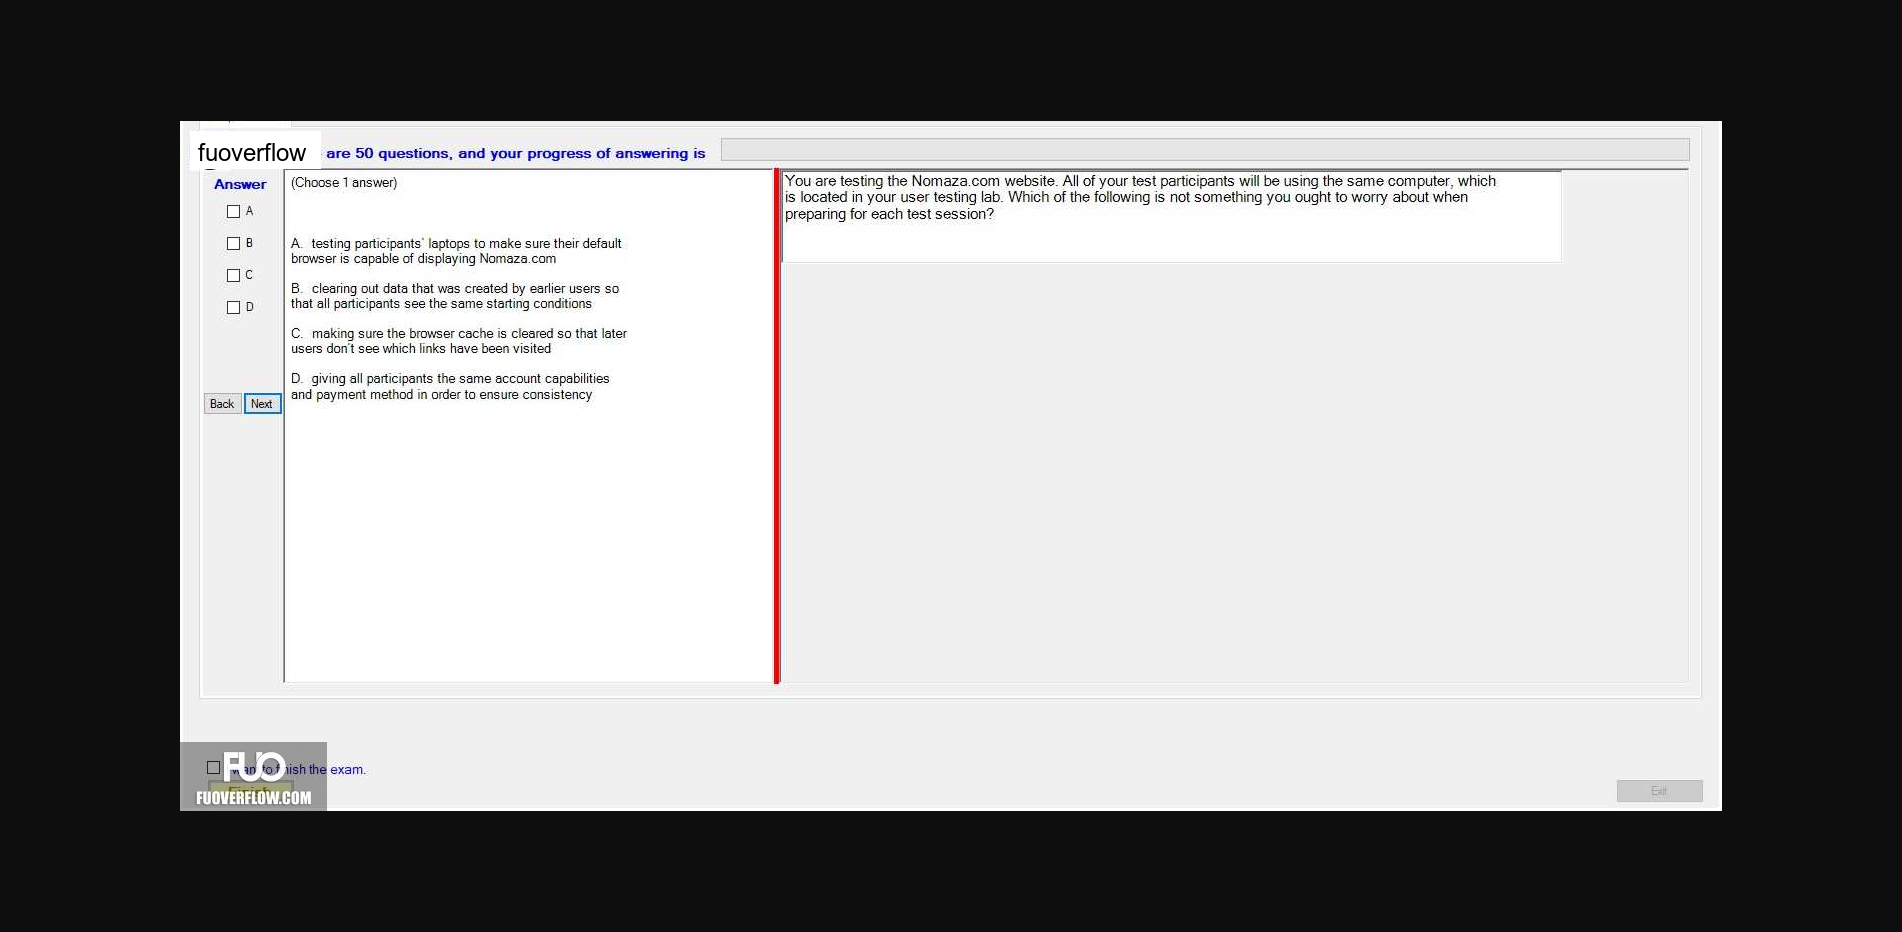 fuoverflow are 50 questions, and your progress of answering is
Answer
A
B
C
D
Back Next
(Choose 1 answer)
A. testing participants' laptops to make sure their default
browser is capable of displaying Nomaza.com
B. clearing out data that was created by earlier users so
that all participants see the same starting conditions
C. making sure the browser cache is cleared so that later
users don't see which links have been visited
D. giving all participants the same account capabilities
and payment method in order to ensure consistency
You are testing the Nomaza.com website. All of your test participants will be using the same computer, which
is located in your user testing lab. Which of the following is not something you ought to worry about when
preparing for each test session?
FUO
want to finish the exam.
Finish
FUOVERFLOW.COM
Exit